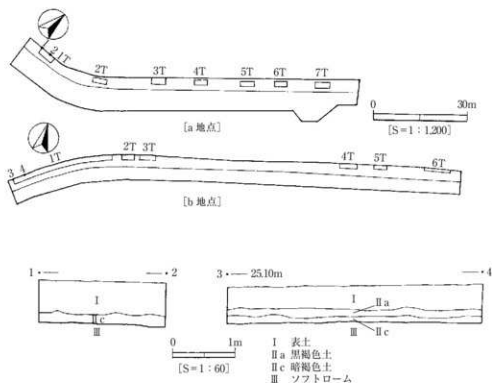 2 1T
2T 3T 4T 5T 6T 7T
[a 地点]
0 30m
[S＝1：1,200]
3 4 1T 2T 3T 4T 5T 6T
[b 地点]
1 2
Ⅰ
Ⅱc
Ⅲ
3 25.10m 4
Ⅰ
Ⅱa
Ⅲ Ⅱc
0 1m
[S＝1：60]
Ⅰ 表土
Ⅱa 黒褐色土
Ⅱc 暗褐色土
Ⅲ ソフトローム